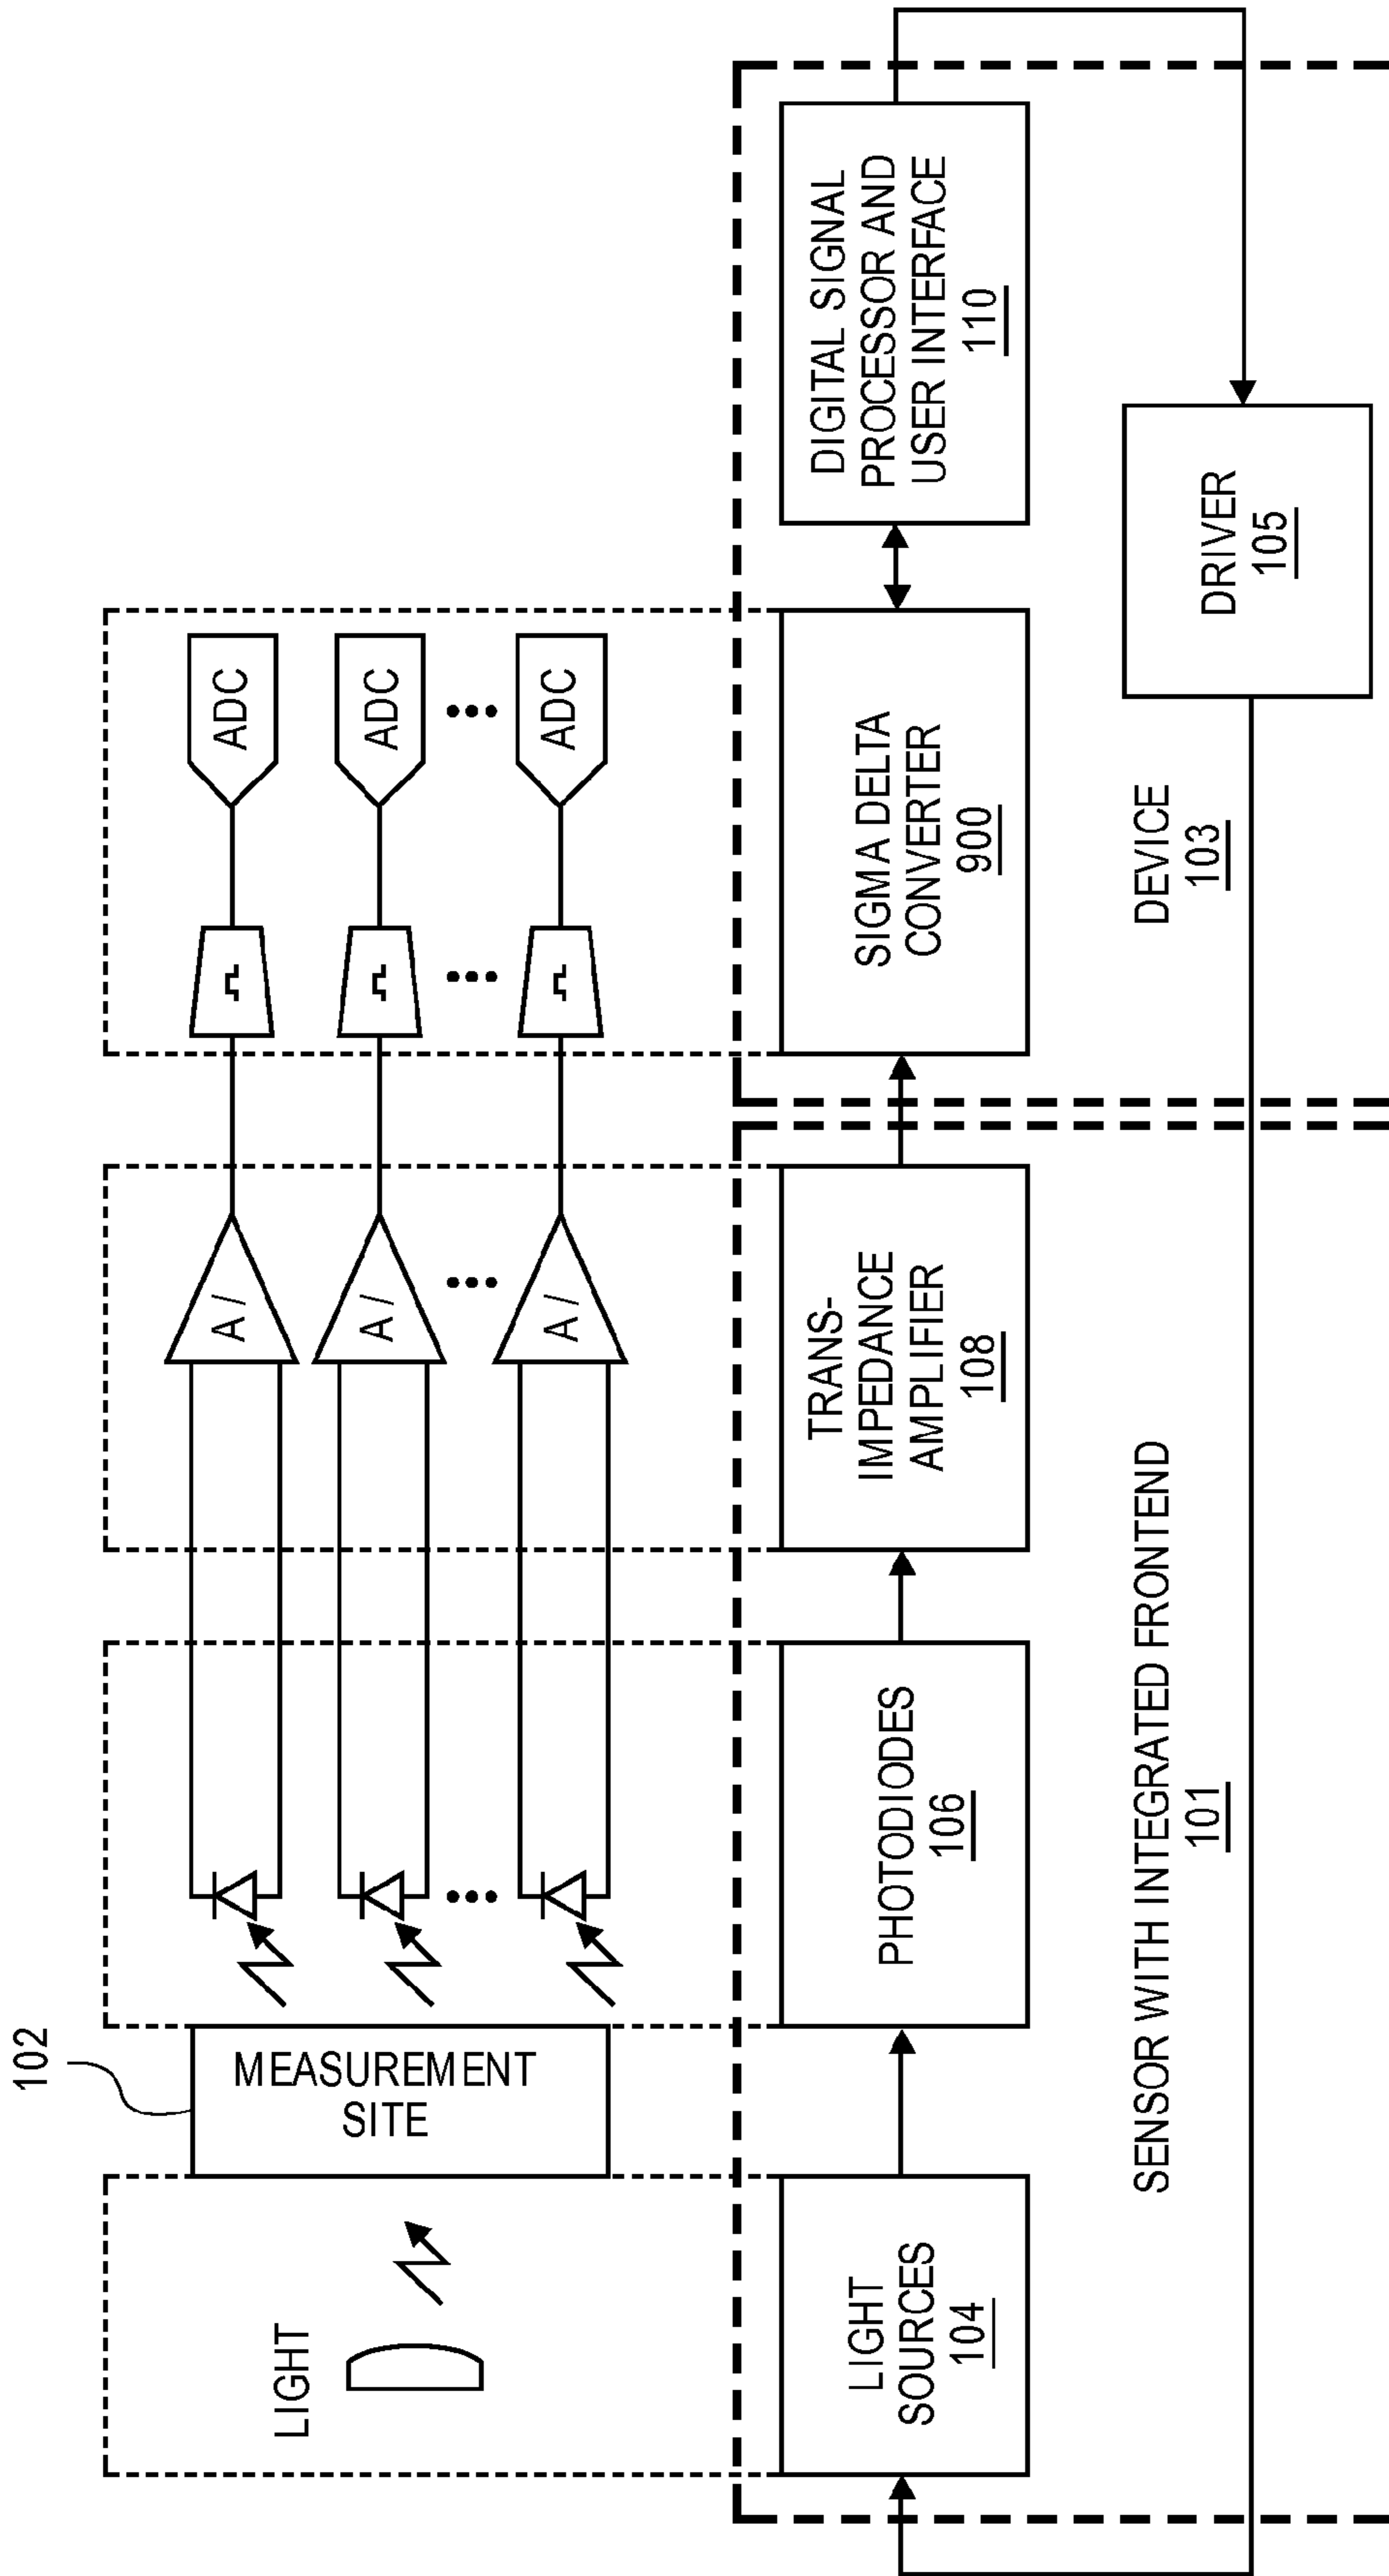 LIGHT
102
MEASUREMENT
SITE
A /
A /
A /
ADC
ADC
ADC
LIGHT
SOURCES
104
PHOTODIODES
106
TRANS-
IMPEDANCE
AMPLIFIER
108
SIGMA DELTA
CONVERTER
900
DIGITAL SIGNAL
PROCESSOR AND
USER INTERFACE
110
SENSOR WITH INTEGRATED FRONTEND
101
DEVICE
103
DRIVER
105